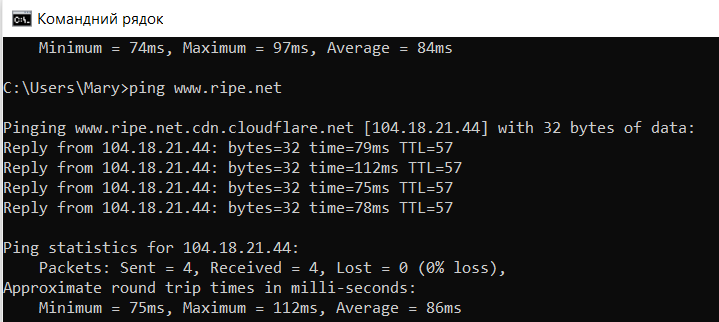 Командний рядок
Minimum = 74ms, Maximum = 97ms, Average = 84ms
C:\Users\Mary>ping www.ripe.net
Pinging www.ripe.net.cdn.cloudflare.net [104.18.21.44] with 32 bytes of data:
Reply from 104.18.21.44: bytes=32 time=79ms TTL=57
Reply from 104.18.21.44: bytes=32 time=112ms TTL=57
Reply from 104.18.21.44: bytes=32 time=75ms TTL=57
Reply from 104.18.21.44: bytes=32 time=78ms TTL=57
Ping statistics for 104.18.21.44:
Packets: Sent = 4, Received = 4, Lost = 0 (0% loss),
Approximate round trip times in milli-seconds:
Minimum = 75ms, Maximum = 112ms, Average = 86ms